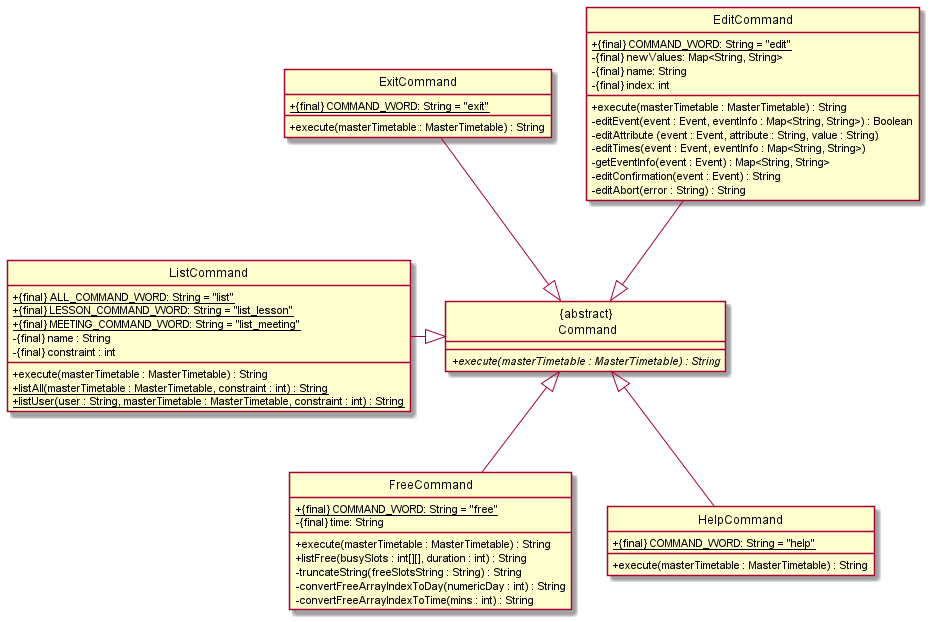 EditCommand
+{final} COMMAND_WORD: String = "edit"
-{final} newValues: Map<String, String>
-{final} name: String
-{final} index: int
+execute(masterTimetable : MasterTimetable) : String
-editEvent(event : Event, eventInfo : Map<String, String>) : Boolean
-editAttribute (event : Event, attribute : String, value : String)
-editTimes(event : Event, eventInfo : Map<String, String>)
-getEventInfo(event : Event) : Map<String, String>
-editConfirmation(event : Event) : String
-editAbort(error : String) : String
ExitCommand
+{final} COMMAND_WORD: String = "exit"
+execute(masterTimetable : MasterTimetable) : String
ListCommand
+{final} ALL_COMMAND_WORD: String = "list"
+{final} LESSON_COMMAND_WORD: String = "list_lesson"
+{final} MEETING_COMMAND_WORD: String = "list_meeting"
-{final} name : String
-{final} constraint : int
+execute(masterTimetable : MasterTimetable) : String
+listAll(masterTimetable : MasterTimetable, constraint : int) : String
+listUser(user : String, masterTimetable : MasterTimetable, constraint : int) : String
{abstract}
Command
+execute(masterTimetable : MasterTimetable) : String
FreeCommand
+{final} COMMAND_WORD: String = "free"
-{final} time: String
+execute(masterTimetable : MasterTimetable) : String
+listFree(busySlots : int[][], duration : int) : String
-truncateString(freeSlotsString : String) : String
-convertFreeArrayIndexToDay(numericDay : int) : String
-convertFreeArrayIndexToTime(mins : int) : String
HelpCommand
+{final} COMMAND_WORD: String = "help"
+execute(masterTimetable : MasterTimetable) : String